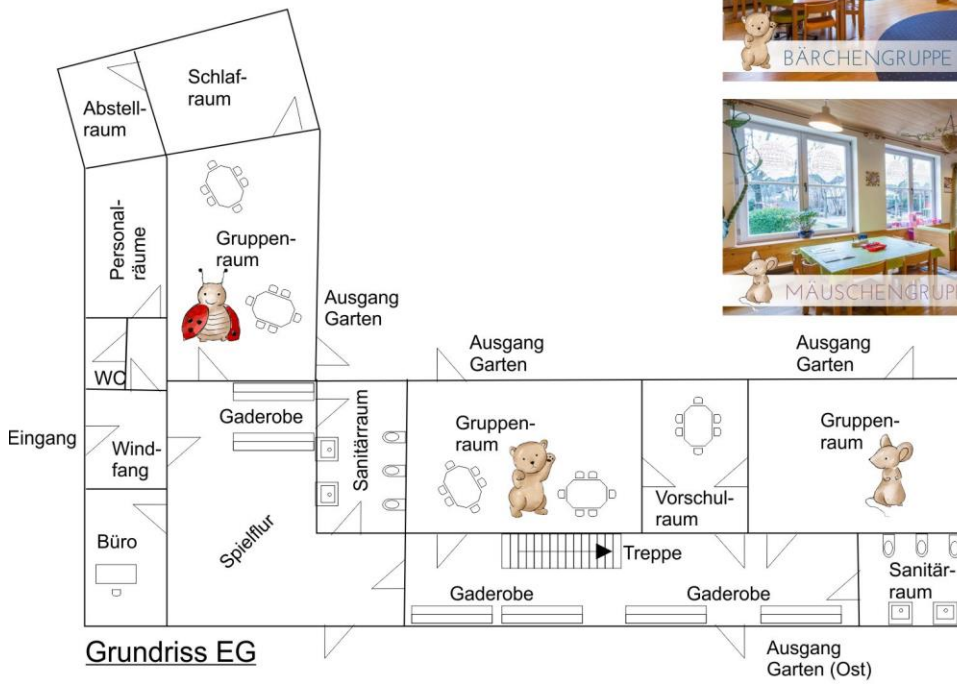 BÄRCHENGRUPPE
MÄUSCHENGRUPP
Schlaf-
raum
Abstell-
raum
Personal-
räume
Gruppen-
raum
Ausgang
Garten
Ausgang
Garten
Ausgang
Garten
WC
Gaderobe
Eingang
Wind-
fang
Sanitärraum
Gruppen-
raum
Gruppen-
raum
Vorschul-
raum
Büro
Spielflur
Treppe
Gaderobe
Gaderobe
Sanitär-
raum
Grundriss EG
Ausgang
Garten (Ost)